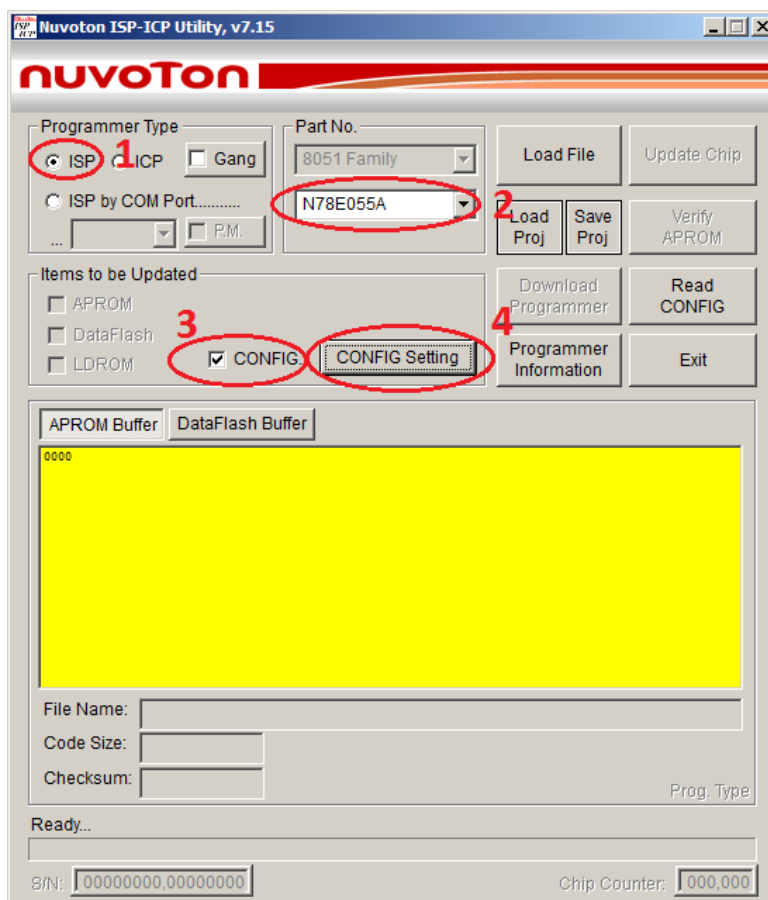 ISP ICP Nuvoton ISP-ICP Utility, v7.15
nuvoTon
Programmer Type
ISP 1 ICP Gang
ISP by COM Port..........
... P.M.
Part No.
8051 Family
N78E055A 2
Load File Update Chip
Load Proj Save Proj Verify APROM
Items to be Updated
APROM
DataFlash
LDROM
3 CONFIG. CONFIG Setting 4
Download Programmer Read CONFIG
Programmer Information Exit
APROM Buffer DataFlash Buffer
0000
File Name:
Code Size:
Checksum:
Prog. Type
Ready...
S/N: 00000000,00000000 Chip Counter: 000,000